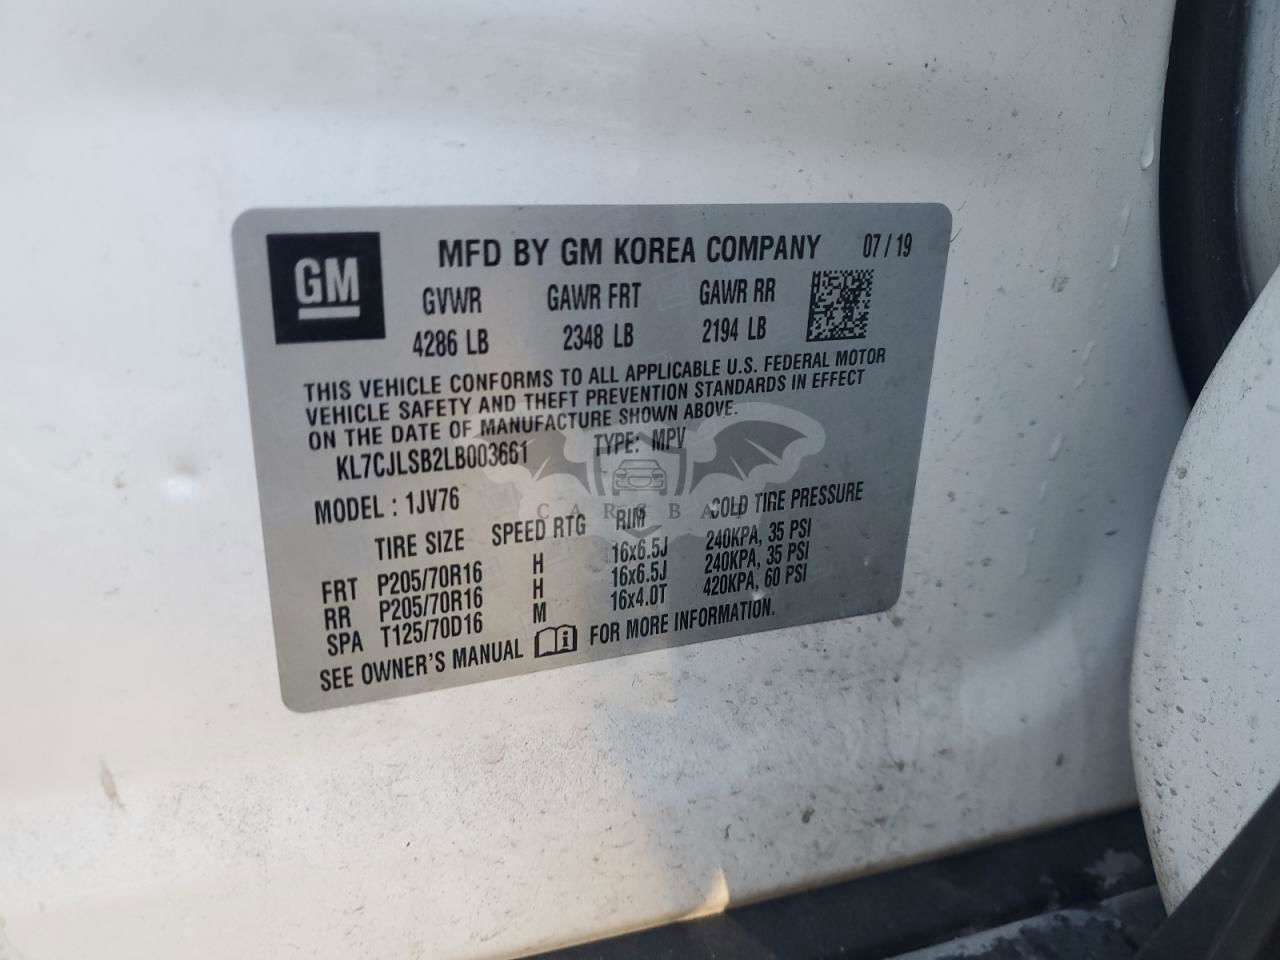 GM
MFD BY GM KOREA COMPANY 07 / 19
GVWR GAWR FRT GAWR RR
4286 LB 2348 LB 2194 LB
THIS VEHICLE CONFORMS TO ALL APPLICABLE U.S. FEDERAL MOTOR
VEHICLE SAFETY AND THEFT PREVENTION STANDARDS IN EFFECT
ON THE DATE OF MANUFACTURE SHOWN ABOVE.
KL7CJLSB2LB003661 TYPE: MPV
MODEL : 1JV76
TIRE SIZE SPEED RTG RIM COLD TIRE PRESSURE
FRT P205/70R16 H 16x6.5J 240KPA, 35 PSI
RR P205/70R16 H 16x6.5J 240KPA, 35 PSI
SPA T125/70D16 M 16x4.0T 420KPA, 60 PSI
SEE OWNER'S MANUAL FOR MORE INFORMATION.